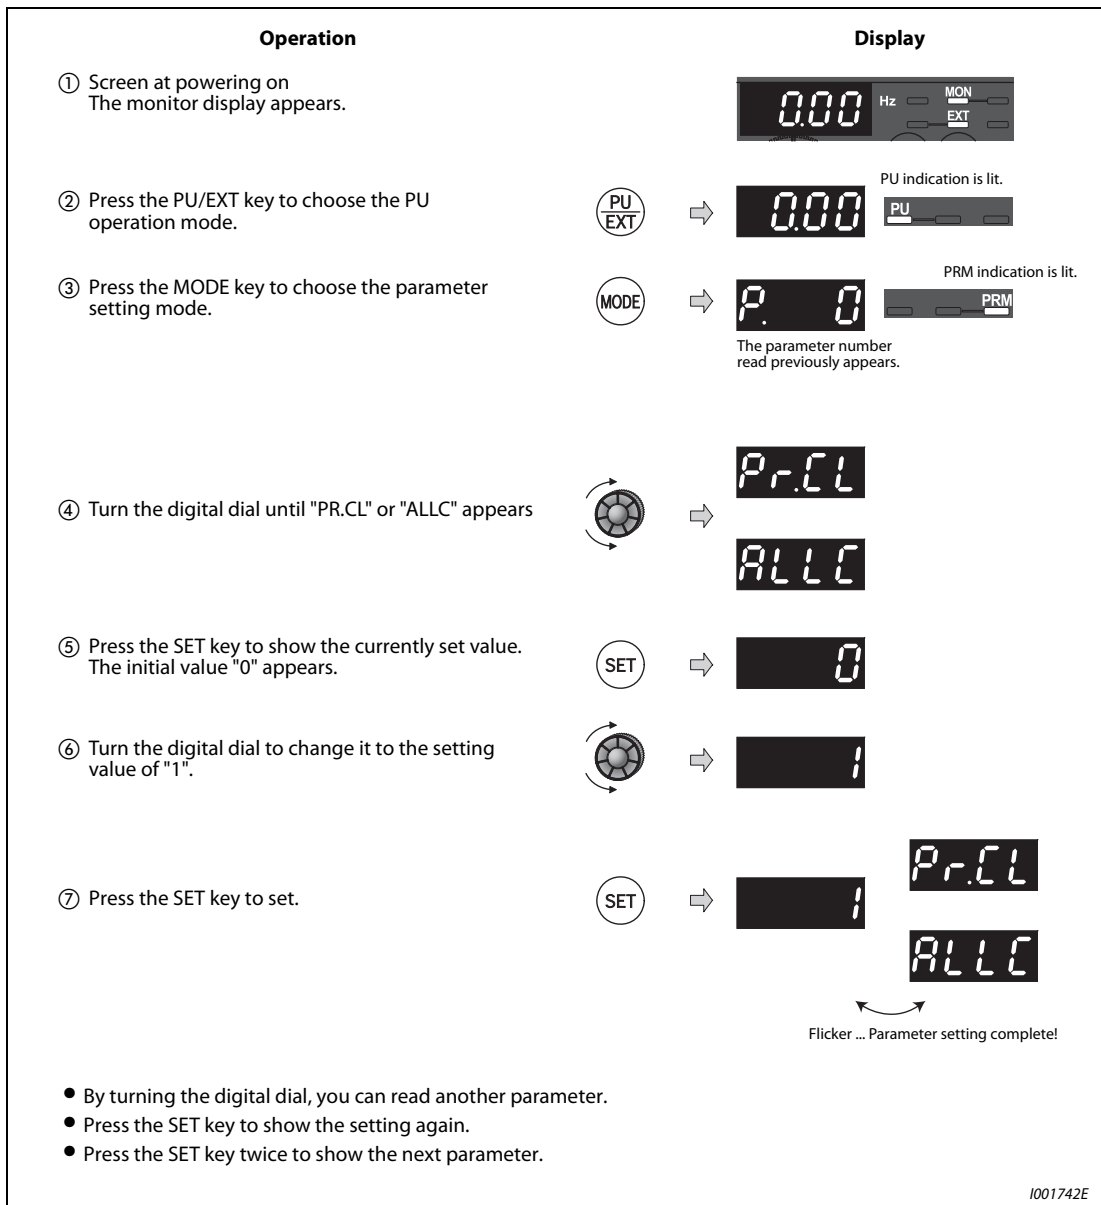 Operation
Display
① Screen at powering on
The monitor display appears.
0.00 Hz MON
EXT
② Press the PU/EXT key to choose the PU
operation mode.
PU
EXT
0.00
PU indication is lit.
PU
③ Press the MODE key to choose the parameter
setting mode.
MODE
P. 0
PRM indication is lit.
PRM
The parameter number
read previously appears.
④ Turn the digital dial until "PR.CL" or "ALLC" appears
Pr.CL
ALLC
⑤ Press the SET key to show the currently set value.
The initial value "0" appears.
SET
0
⑥ Turn the digital dial to change it to the setting
value of "1".
1
⑦ Press the SET key to set.
SET
1
Pr.CL
ALLC
Flicker ... Parameter setting complete!
● By turning the digital dial, you can read another parameter.
● Press the SET key to show the setting again.
● Press the SET key twice to show the next parameter.
I001742E